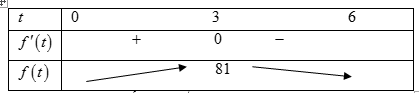 t 0 3 6
f'(t) + 0 −
f(t) 81